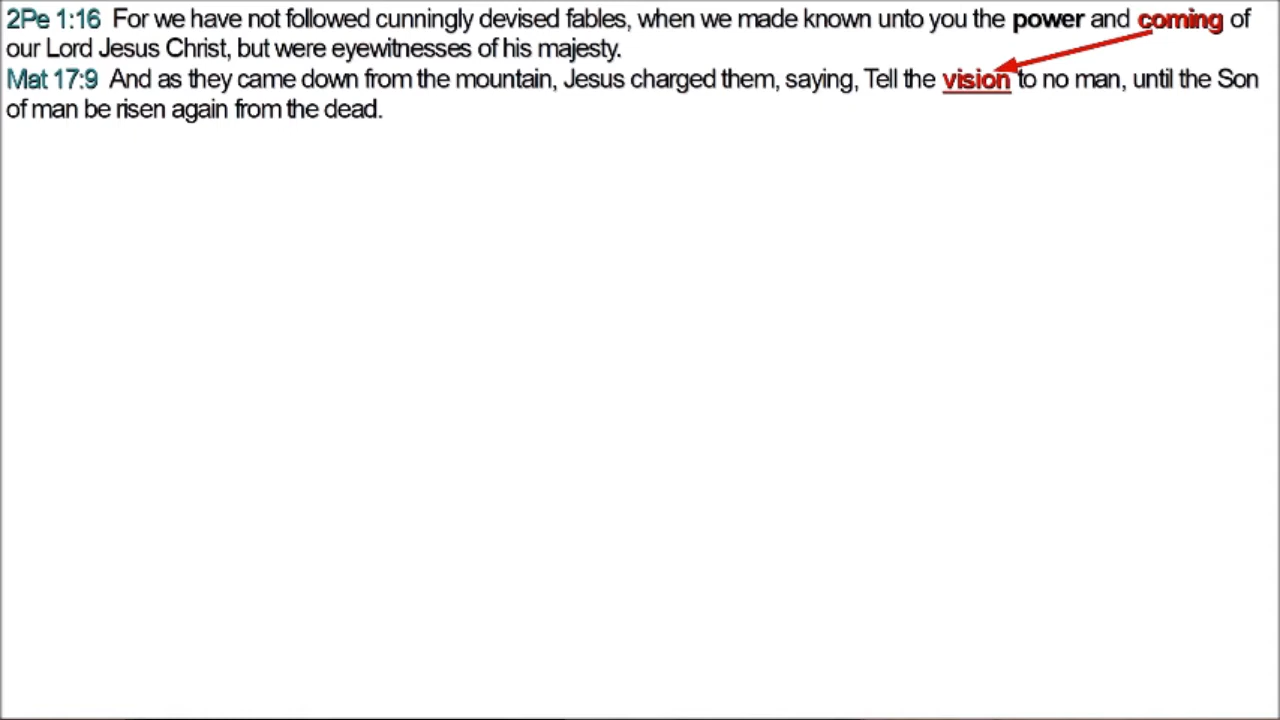 2Pe 1:16 For we have not followed cunningly devised fables, when we made known unto you the power and coming of
our Lord Jesus Christ, but were eyewitnesses of his majesty.
Mat 17:9 And as they came down from the mountain, Jesus charged them, saying, Tell the vision to no man, until the Son
of man be risen again from the dead.